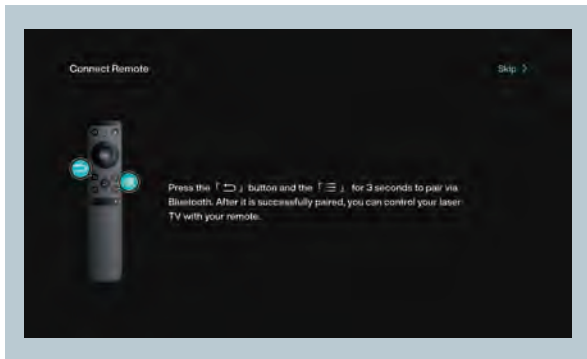 Connect Remote
Skip >
Press the「⮌」button and the「☰」 for 3 seconds to pair via
Bluetooth. After it is successfully paired, you can control your laser
TV with your remote.